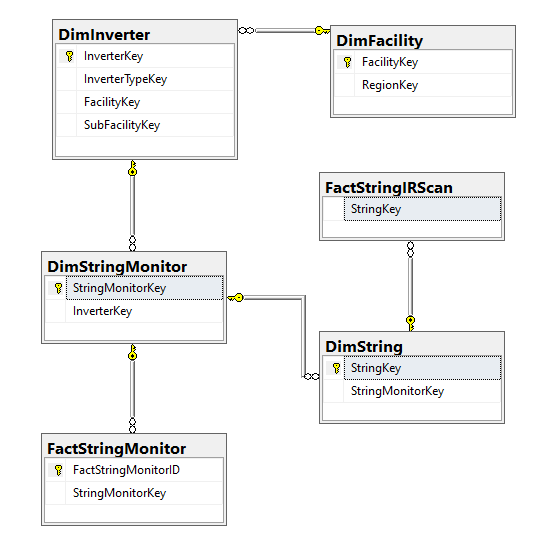 DimInverter
InverterKey
InverterTypeKey
FacilityKey
SubFacilityKey
DimFacility
FacilityKey
RegionKey
FactStringIRScan
StringKey
DimStringMonitor
StringMonitorKey
InverterKey
DimString
StringKey
StringMonitorKey
FactStringMonitor
FactStringMonitorID
StringMonitorKey